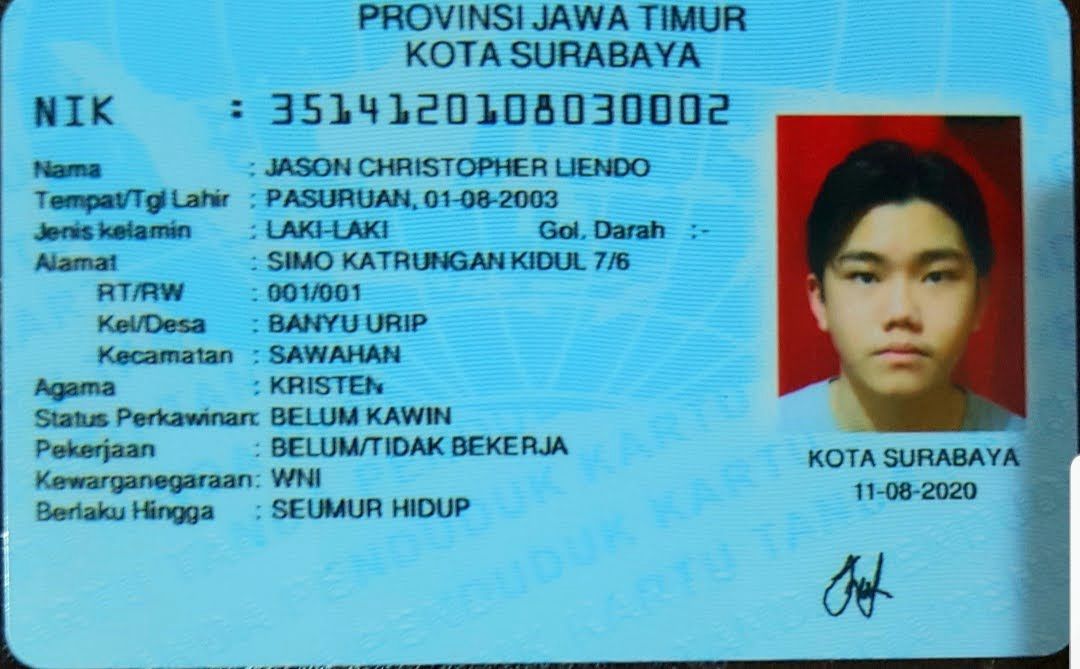 PROVINSI JAWA TIMUR
KOTA SURABAYA
NIK : 3514120108030002
Nama : JASON CHRISTOPHER LIENDO
Tempat/Tgl Lahir : PASURUAN, 01-08-2003
Jenis kelamin : LAKI-LAKI Gol. Darah :-
Alamat : SIMO KATRUNGAN KIDUL 7/6
RT/RW : 001/001
Kel/Desa : BANYU URIP
Kecamatan : SAWAHAN
Agama : KRISTEN
Status Perkawinan: BELUM KAWIN
Pekerjaan : BELUM/TIDAK BEKERJA
Kewarganegaraan: WNI
Berlaku Hingga : SEUMUR HIDUP
KOTA SURABAYA
11-08-2020